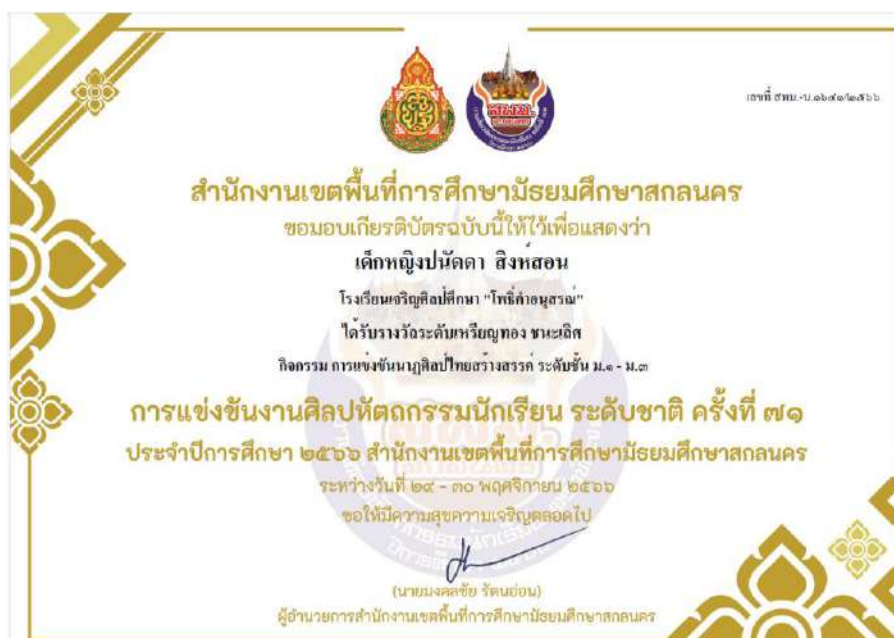 เลขที่ สพม.-น.๑๖๔๑/๒๕๖๖
สพม.
สำนักงานเขตพื้นที่การศึกษามัธยมศึกษาสกลนคร
ขอมอบเกียรติบัตรฉบับนี้ให้ไว้เพื่อแสดงว่า
เด็กหญิงปนัดดา สิงห์สอน
โรงเรียนเจริญศิลป์ศึกษา "โพธิ์คำอนุสรณ์"
ได้รับรางวัลระดับเหรียญทอง ชนะเลิศ
กิจกรรม การแข่งขันนาฏศิลป์ไทยสร้างสรรค์ ระดับชั้น ม.๑ - ม.๓
การแข่งขันงานศิลปหัตถกรรมนักเรียน ระดับชาติ ครั้งที่ ๗๑
ประจำปีการศึกษา ๒๕๖๖ สำนักงานเขตพื้นที่การศึกษามัธยมศึกษาสกลนคร
ระหว่างวันที่ ๒๙ - ๓๐ พฤศจิกายน ๒๕๖๖
ขอให้มีความสุขความเจริญตลอดไป
(นายมงคลชัย รัตนอ่อน)
ผู้อำนวยการสำนักงานเขตพื้นที่การศึกษามัธยมศึกษาสกลนคร